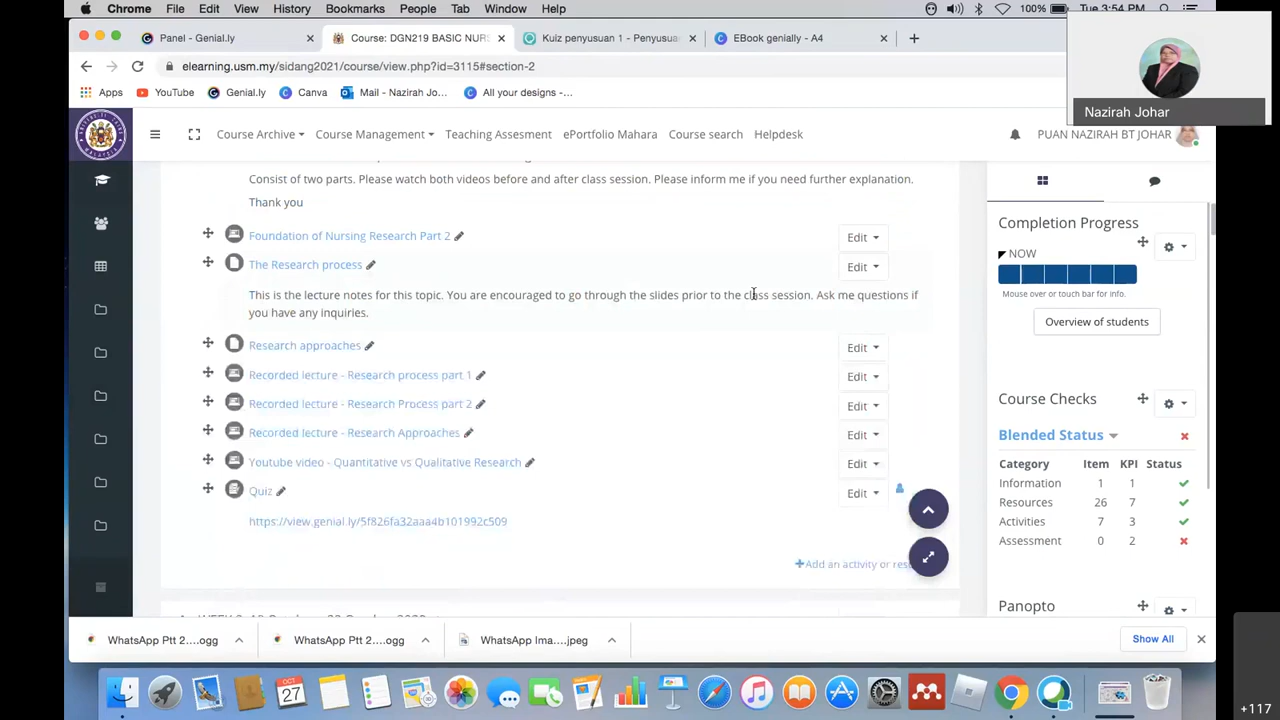 Chrome File Edit View History Bookmarks People Tab Window Help
100% Tue 3:54 PM
Panel - Genial.ly
Course: DGN219 BASIC NURS
Kuiz penyusuan 1 - Penyusua
EBook genially - A4
elearning.usm.my/sidang2021/course/view.php?id=3115#section-2
Nazirah Johar
Apps YouTube Genial.ly Canva Mail - Nazirah Jo... All your designs -...
Course Archive Course Management Teaching Assesment ePortfolio Mahara Course search Helpdesk
PUAN NAZIRAH BT JOHAR
Consist of two parts. Please watch both videos before and after class session. Please inform me if you need further explanation.
Thank you
Foundation of Nursing Research Part 2 Edit
The Research process Edit
This is the lecture notes for this topic. You are encouraged to go through the slides prior to the class session. Ask me questions if
you have any inquiries.
Research approaches Edit
Recorded lecture - Research process part 1 Edit
Recorded lecture - Research Process part 2 Edit
Recorded lecture - Research Approaches Edit
Youtube video - Quantitative vs Qualitative Research Edit
Quiz Edit
https://view.genial.ly/5f826fa32aaa4b101992c509
+Add an activity or res
Completion Progress
NOW
Mouse over or touch bar for info.
Overview of students
Course Checks
Blended Status
Category Item KPI Status
Information 1 1
Resources 26 7
Activities 7 3
Assessment 0 2
Panopto
WhatsApp Ptt 2....ogg
WhatsApp Ptt 2....ogg
WhatsApp Ima....jpeg
Show All
OCT
27
+117